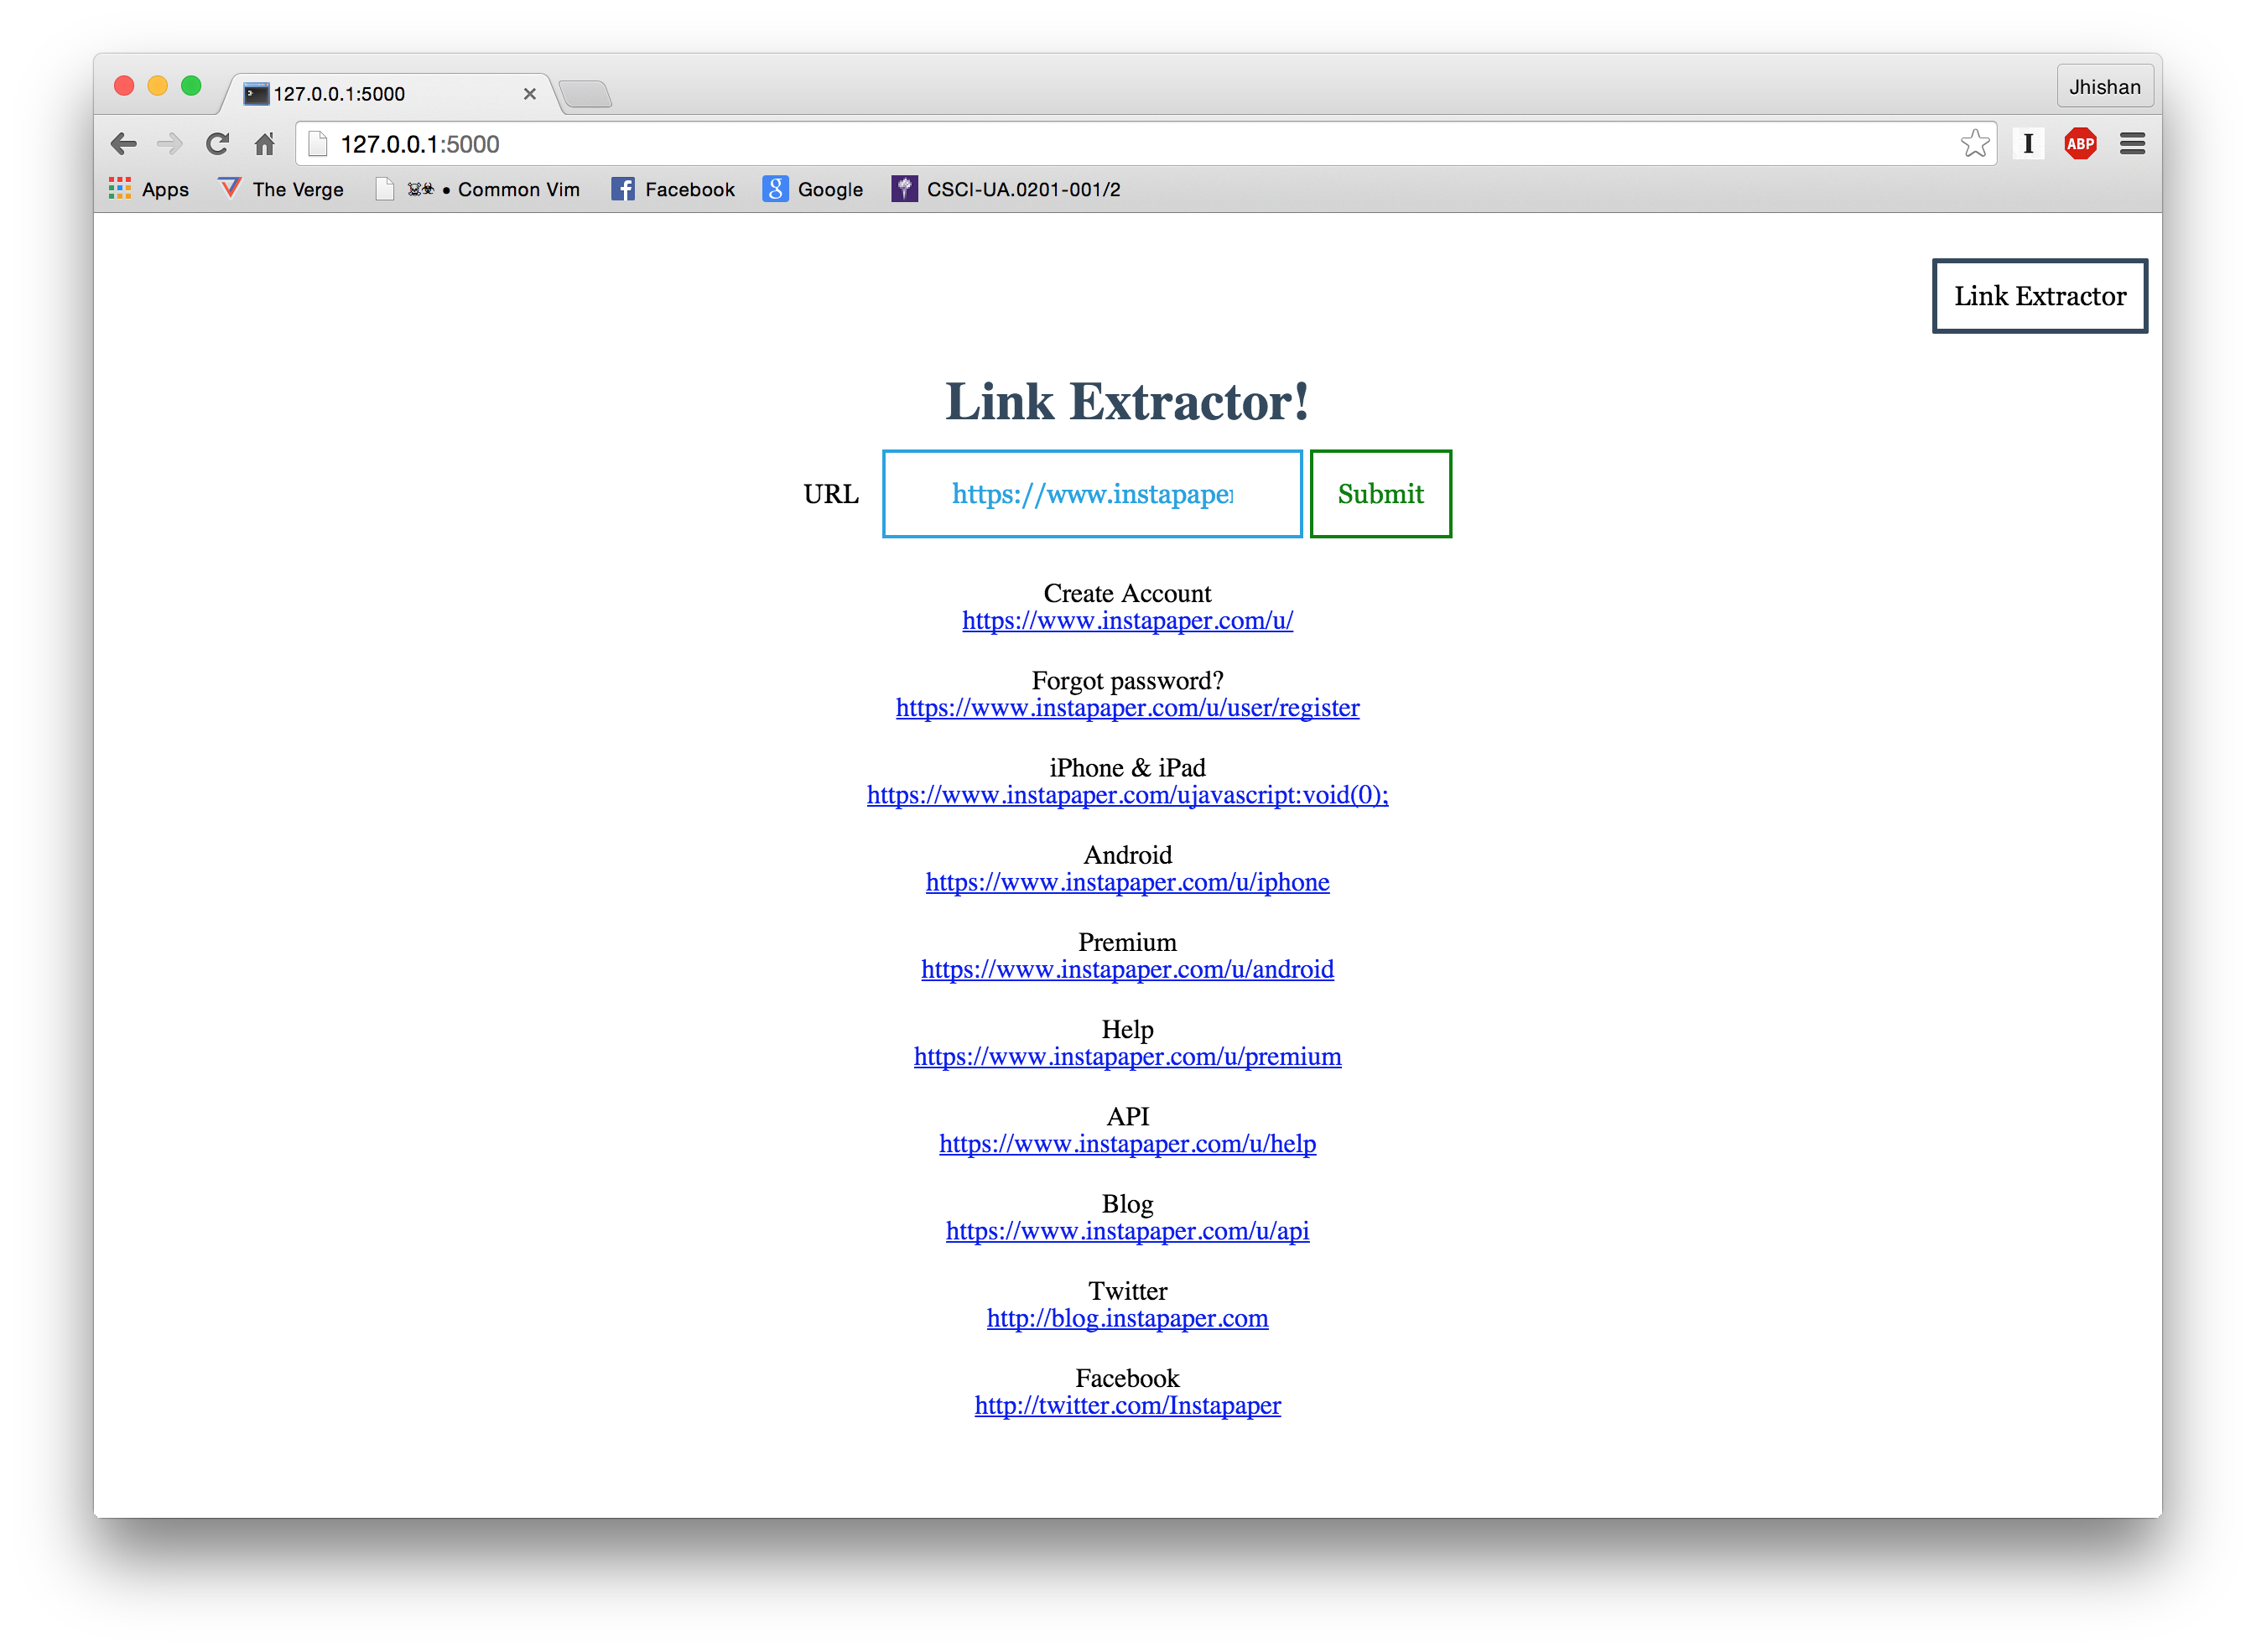 127.0.0.1:5000
Jhishan
127.0.0.1:5000
I
ABP
Apps
The Verge
☠☣ • Common Vim
Facebook
Google
CSCI-UA.0201-001/2
Link Extractor
Link Extractor!
URL
https://www.instapaper
Submit
Create Account
https://www.instapaper.com/u/
Forgot password?
https://www.instapaper.com/u/user/register
iPhone & iPad
https://www.instapaper.com/ujavascript:void(0);
Android
https://www.instapaper.com/u/iphone
Premium
https://www.instapaper.com/u/android
Help
https://www.instapaper.com/u/premium
API
https://www.instapaper.com/u/help
Blog
https://www.instapaper.com/u/api
Twitter
http://blog.instapaper.com
Facebook
http://twitter.com/Instapaper